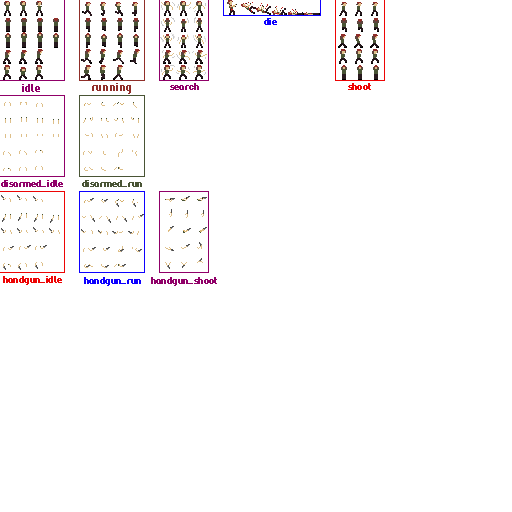 die
idle
running
search
shoot
disarmed_idle
disarmed_run
handgun_idle
handgun_run
handgun_shoot